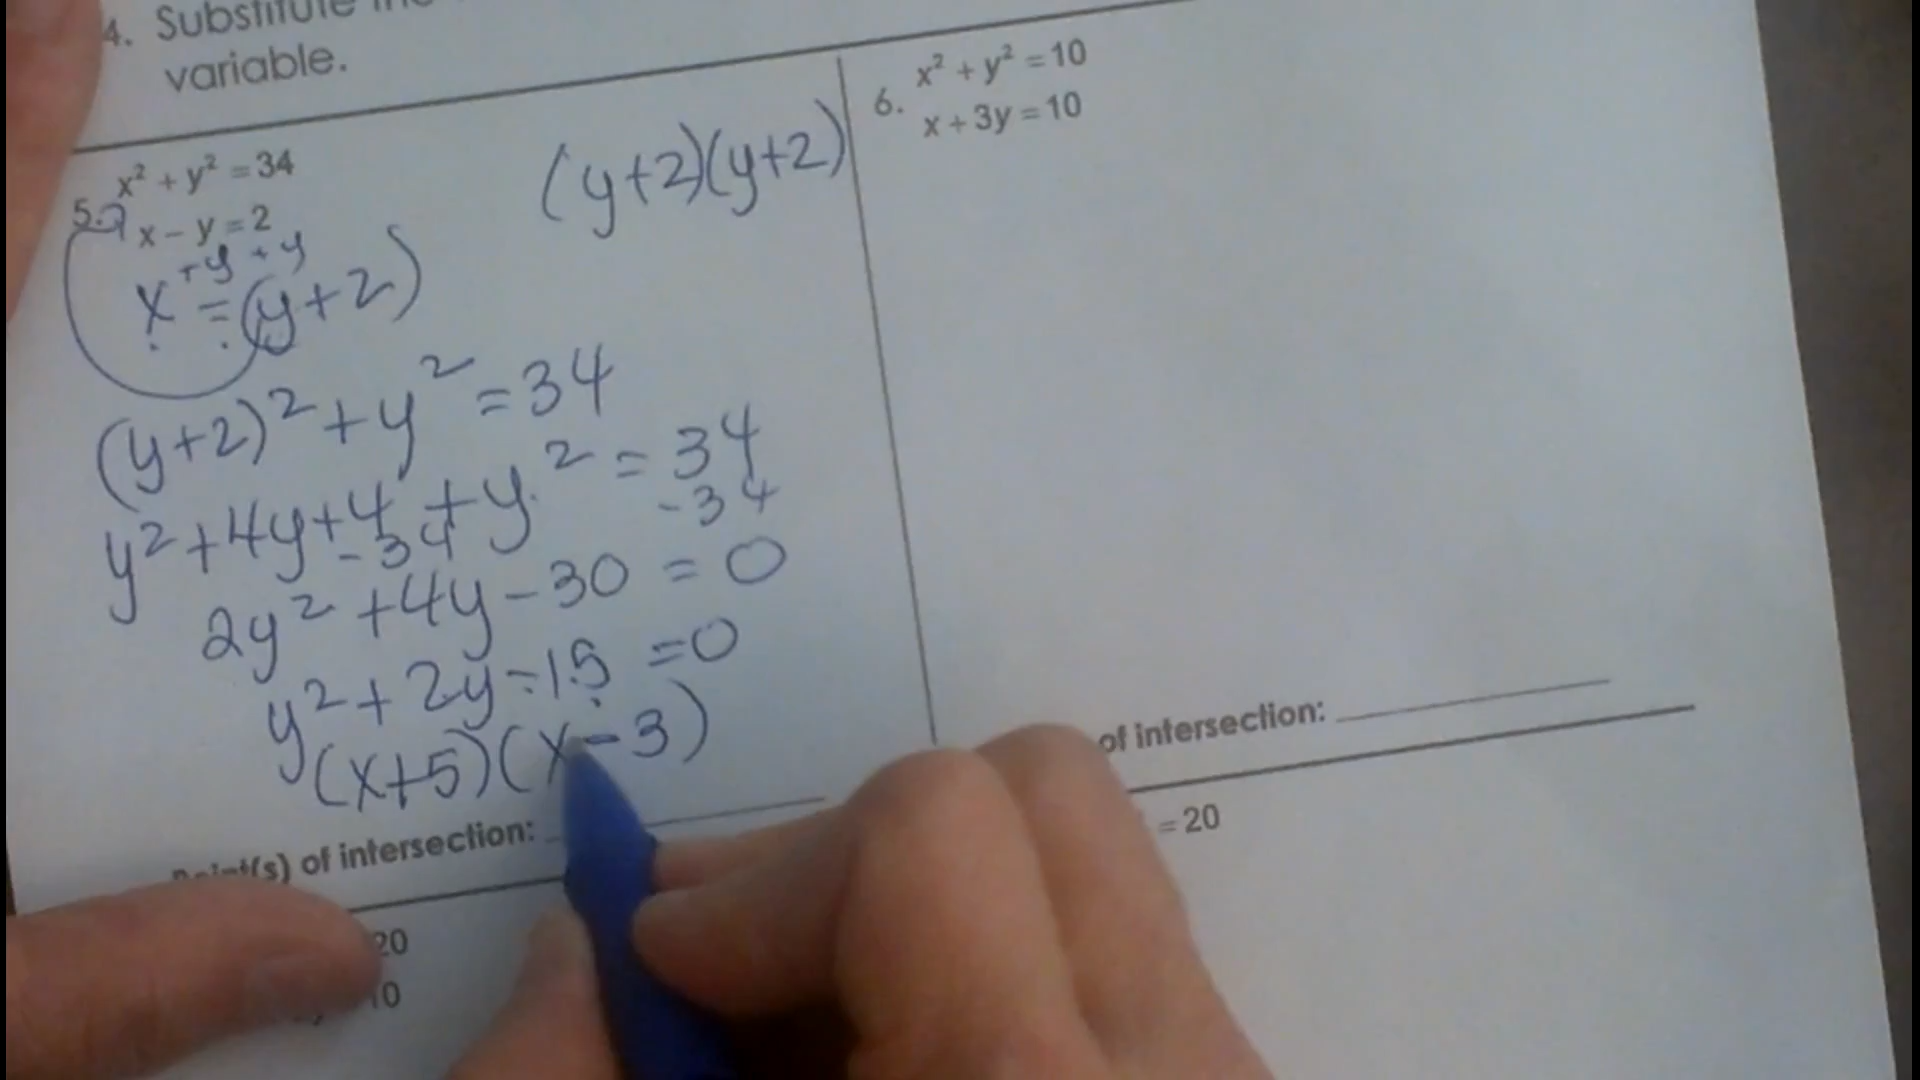 4. Substitute the
variable.
5. x² + y² = 34
x - y = 2
+y +y
x = (y+2)
(y+2)(y+2)
(y+2)² + y² = 34
y² + 4y + 4 + y² = 34
-34 -34
2y² + 4y - 30 = 0
y² + 2y - 15 = 0
(x+5)(x-3)
Point(s) of intersection:
20
10
6. x² + y² = 10
x + 3y = 10
of intersection:
= 20